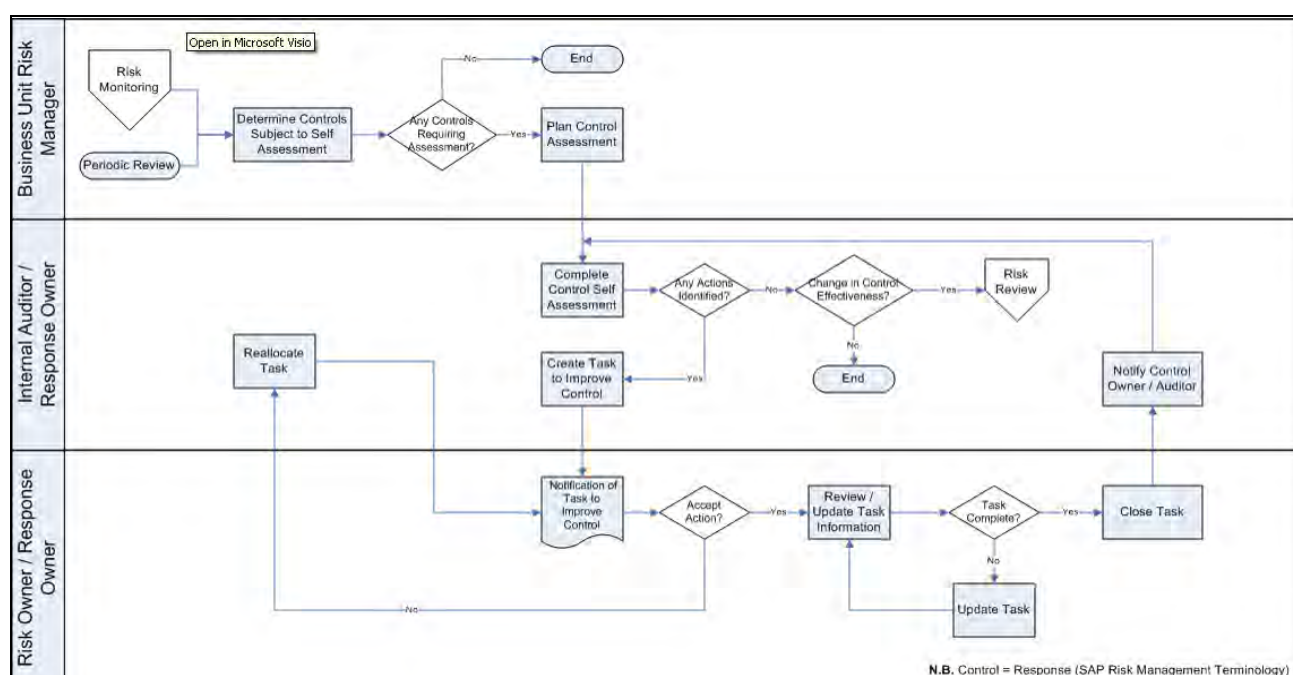 Business Unit Risk
Manager
Open in Microsoft Visio
Risk
Monitoring
Periodic Review
Determine Controls
Subject to Self
Assessment
Any Controls
Requiring
Assessment?
No
End
Yes
Plan Control
Assessment
Internal Auditor /
Response Owner
Complete
Control Self
Assessment
Any Actions
Identified?
No
Change in Control
Effectiveness?
Yes
Risk
Review
No
End
Yes
Create Task
to Improve
Control
Reallocate
Task
Notify Control
Owner / Auditor
Risk Owner / Response
Owner
Notification of
Task to
Improve
Control
Accept
Action?
Yes
Review /
Update Task
Information
Task
Complete?
Yes
Close Task
No
Update Task
No
N.B. Control = Response (SAP Risk Management Terminology)